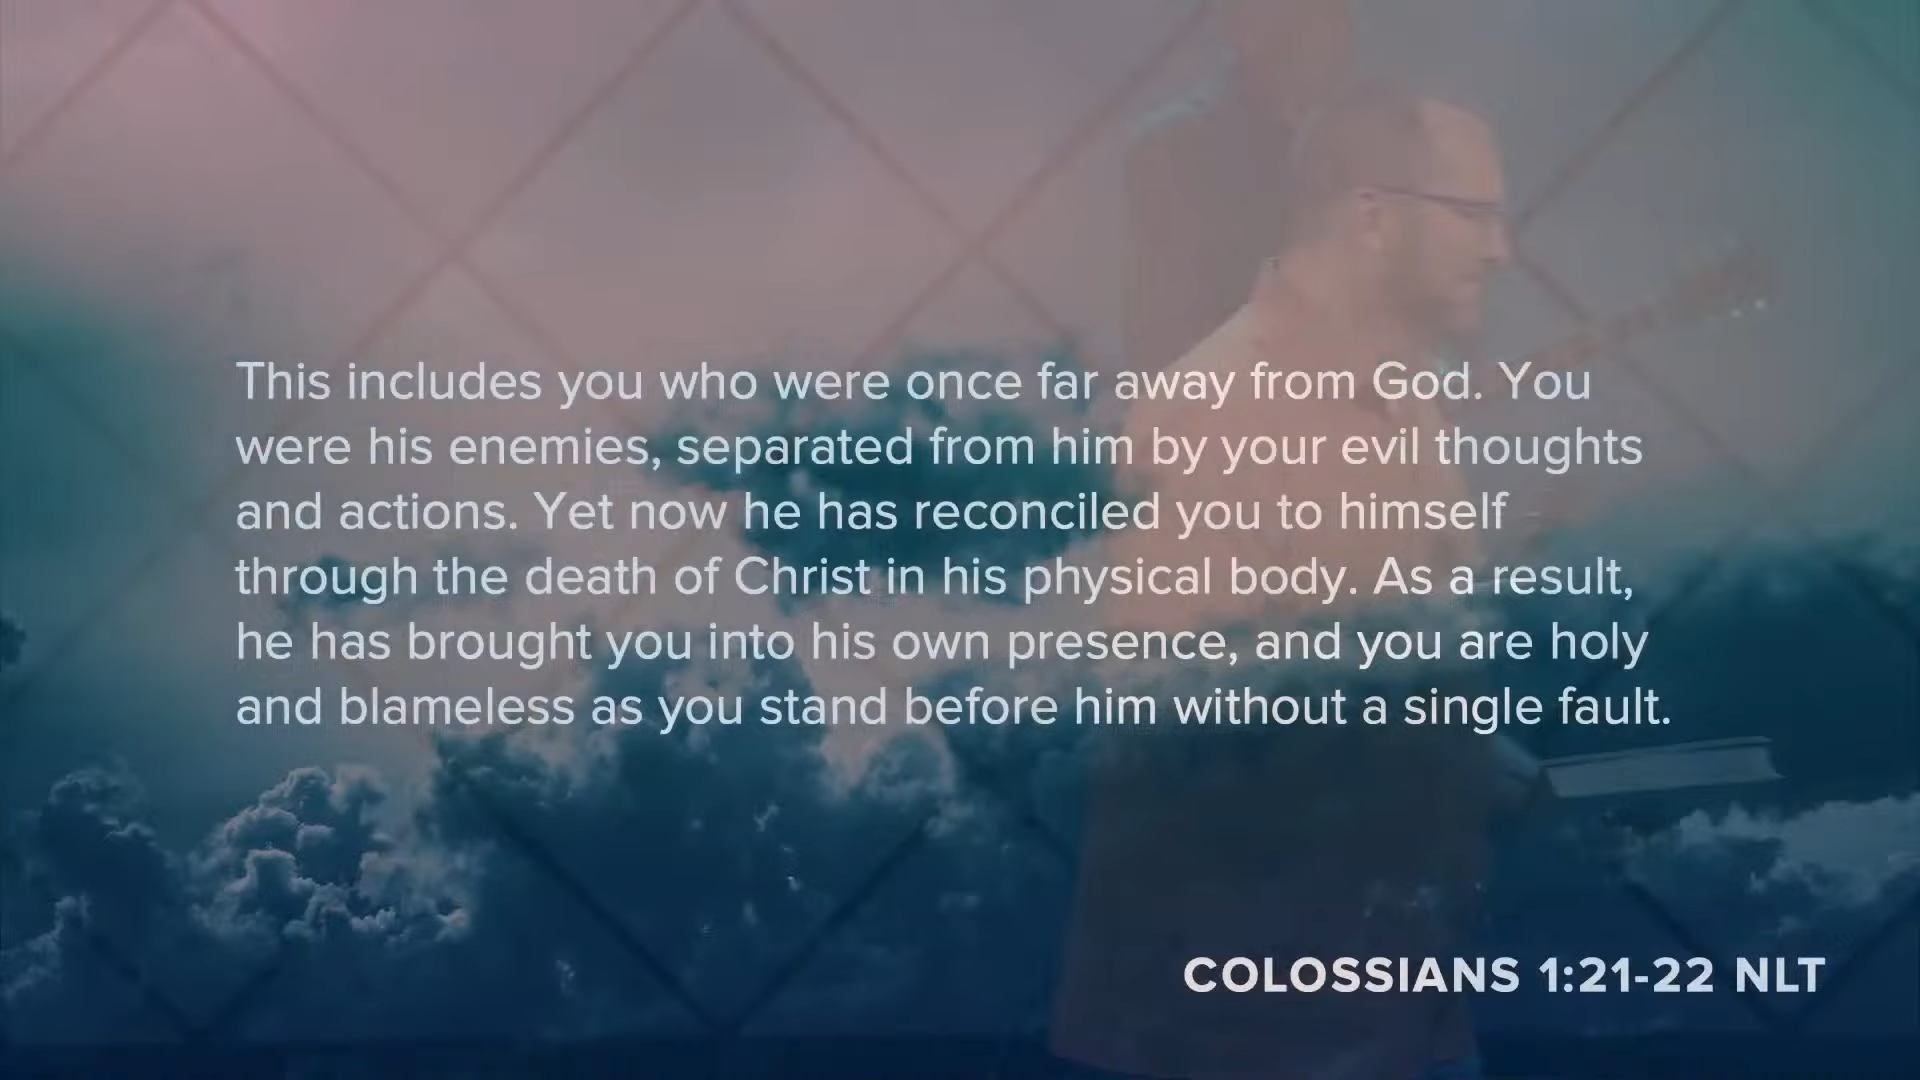 This includes you who were once far away from God. You
were his enemies, separated from him by your evil thoughts
and actions. Yet now he has reconciled you to himself
through the death of Christ in his physical body. As a result,
he has brought you into his own presence, and you are holy
and blameless as you stand before him without a single fault.
COLOSSIANS 1:21-22 NLT